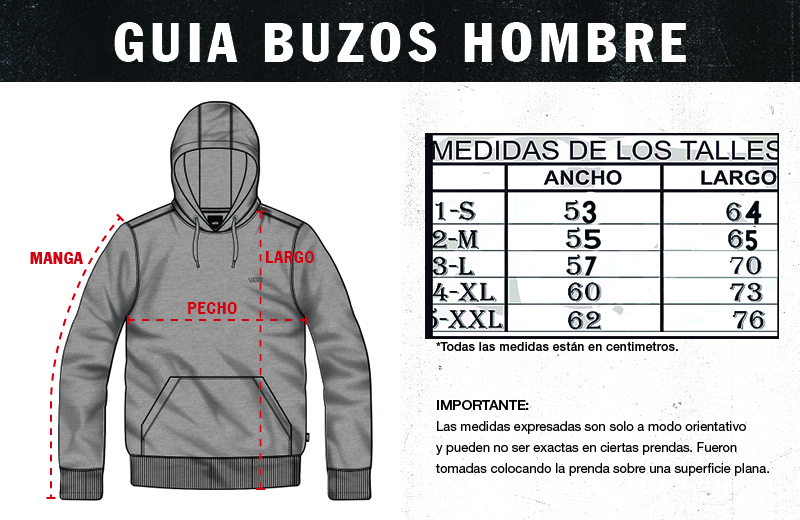 GUIA BUZOS HOMBRE
MANGA
LARGO
PECHO
MEDIDAS DE LOS TALLES
ANCHO LARGO
1-S 53 64
2-M 55 65
3-L 57 70
4-XL 60 73
5-XXL 62 76
*Todas las medidas están en centimetros.
IMPORTANTE:
Las medidas expresadas son solo a modo orientativo
y pueden no ser exactas en ciertas prendas. Fueron
tomadas colocando la prenda sobre una superficie plana.